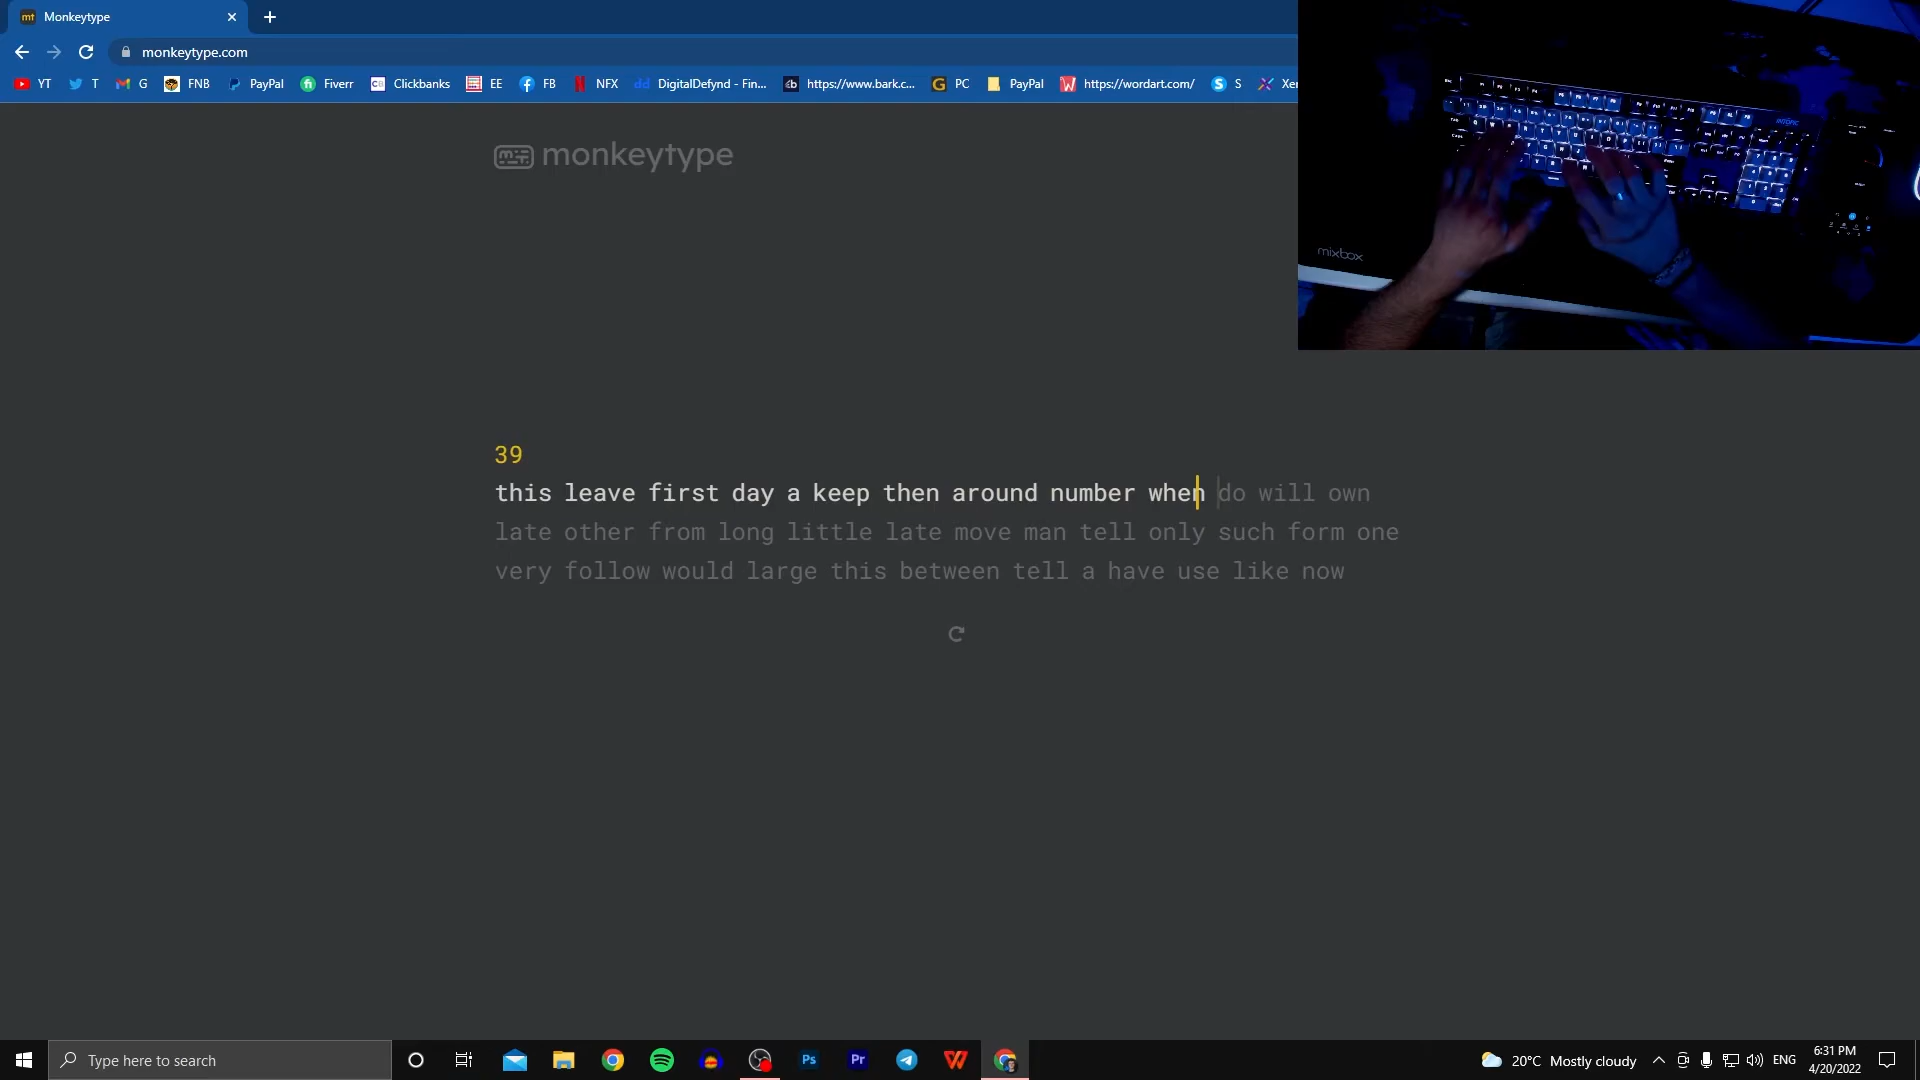 Monkeytype
monkeytype.com
YT T G FNB PayPal Fiverr Clickbanks EE FB NFX DigitalDefynd - Fin... https://www.bark.c... PC PayPal https://wordart.com/ S Xer
monkeytype
mixbox
39
this leave first day a keep then around number when do will own
late other from long little late move man tell only such form one
very follow would large this between tell a have use like now
Type here to search
20°C Mostly cloudy
ENG
6:31 PM
4/20/2022